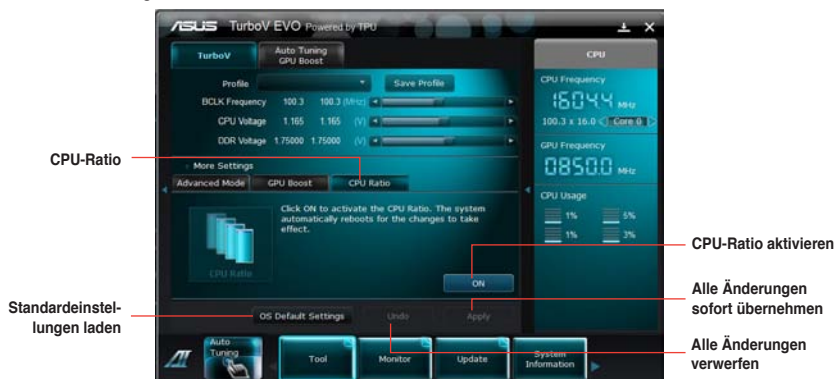 ASUS TurboV EVO Powered by TPU
TurboV
Auto Tuning
GPU Boost
Profile
Save Profile
BCLK Frequency 100.3 100.3 (MHz)
CPU Voltage 1.165 1.165 (V)
DDR Voltage 1.75000 1.75000 (V)
More Settings
Advanced Mode
GPU Boost
CPU Ratio
Click ON to activate the CPU Ratio. The system
automatically reboots for the changes to take
effect.
CPU Ratio
ON
OS Default Settings
Undo
Apply
Auto
Tuning
Tool
Monitor
Update
System
Information
CPU
CPU Frequency
1604.4 MHz
100.3 x 16.0 Core 0
GPU Frequency
0850.0 MHz
CPU Usage
1% 5%
1% 3%
CPU-Ratio
Standardeinstel-
lungen laden
CPU-Ratio aktivieren
Alle Änderungen
sofort übernehmen
Alle Änderungen
verwerfen